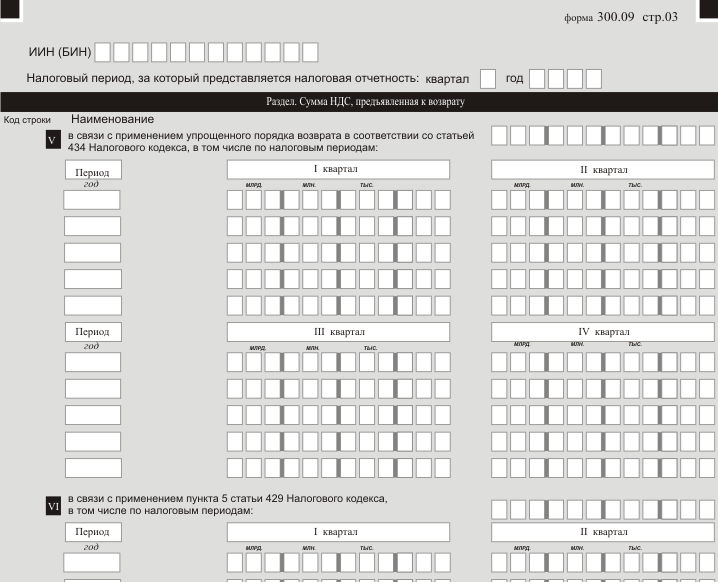 форма 300.09 стр.03
ИИН (БИН)
Налоговый период, за который представляется налоговая отчетность: квартал год
Раздел. Сумма НДС, предъявленная к возврату
Код строки Наименование
V в связи с применением упрощенного порядка возврата в соответствии со статьей
434 Налогового кодекса, в том числе по налоговым периодам:
Период I квартал II квартал
год млрд. млн. тыс. млрд. млн. тыс.
Период III квартал IV квартал
год млрд. млн. тыс. млрд. млн. тыс.
VI в связи с применением пункта 5 статьи 429 Налогового кодекса,
в том числе по налоговым периодам:
Период I квартал II квартал
год млрд. млн. тыс. млрд. млн. тыс.